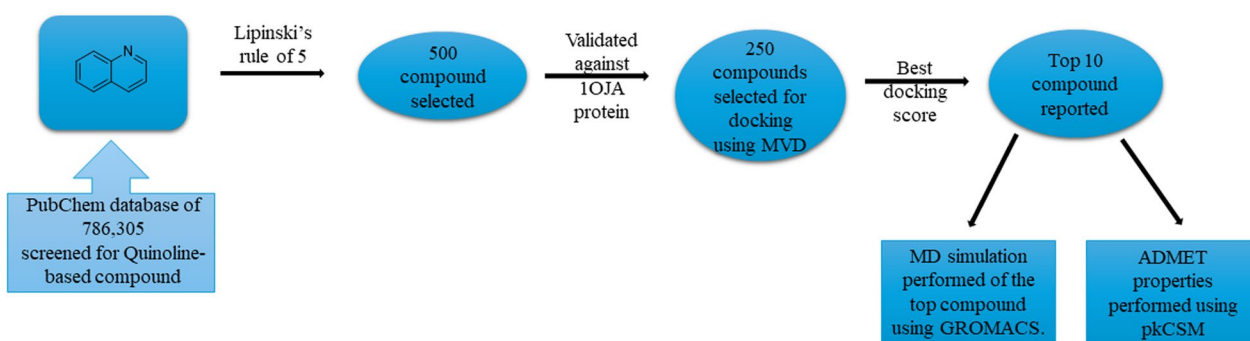 N
Lipinski's
rule of 5
500
compound
selected
Validated
against
1OJA
protein
250
compounds
selected for
docking
using MVD
Best
docking
score
Top 10
compound
reported
PubChem database of
786,305
screened for Quinoline-
based compound
MD simulation
performed of the
top compound
using GROMACS.
ADMET
properties
performed using
pkCSM